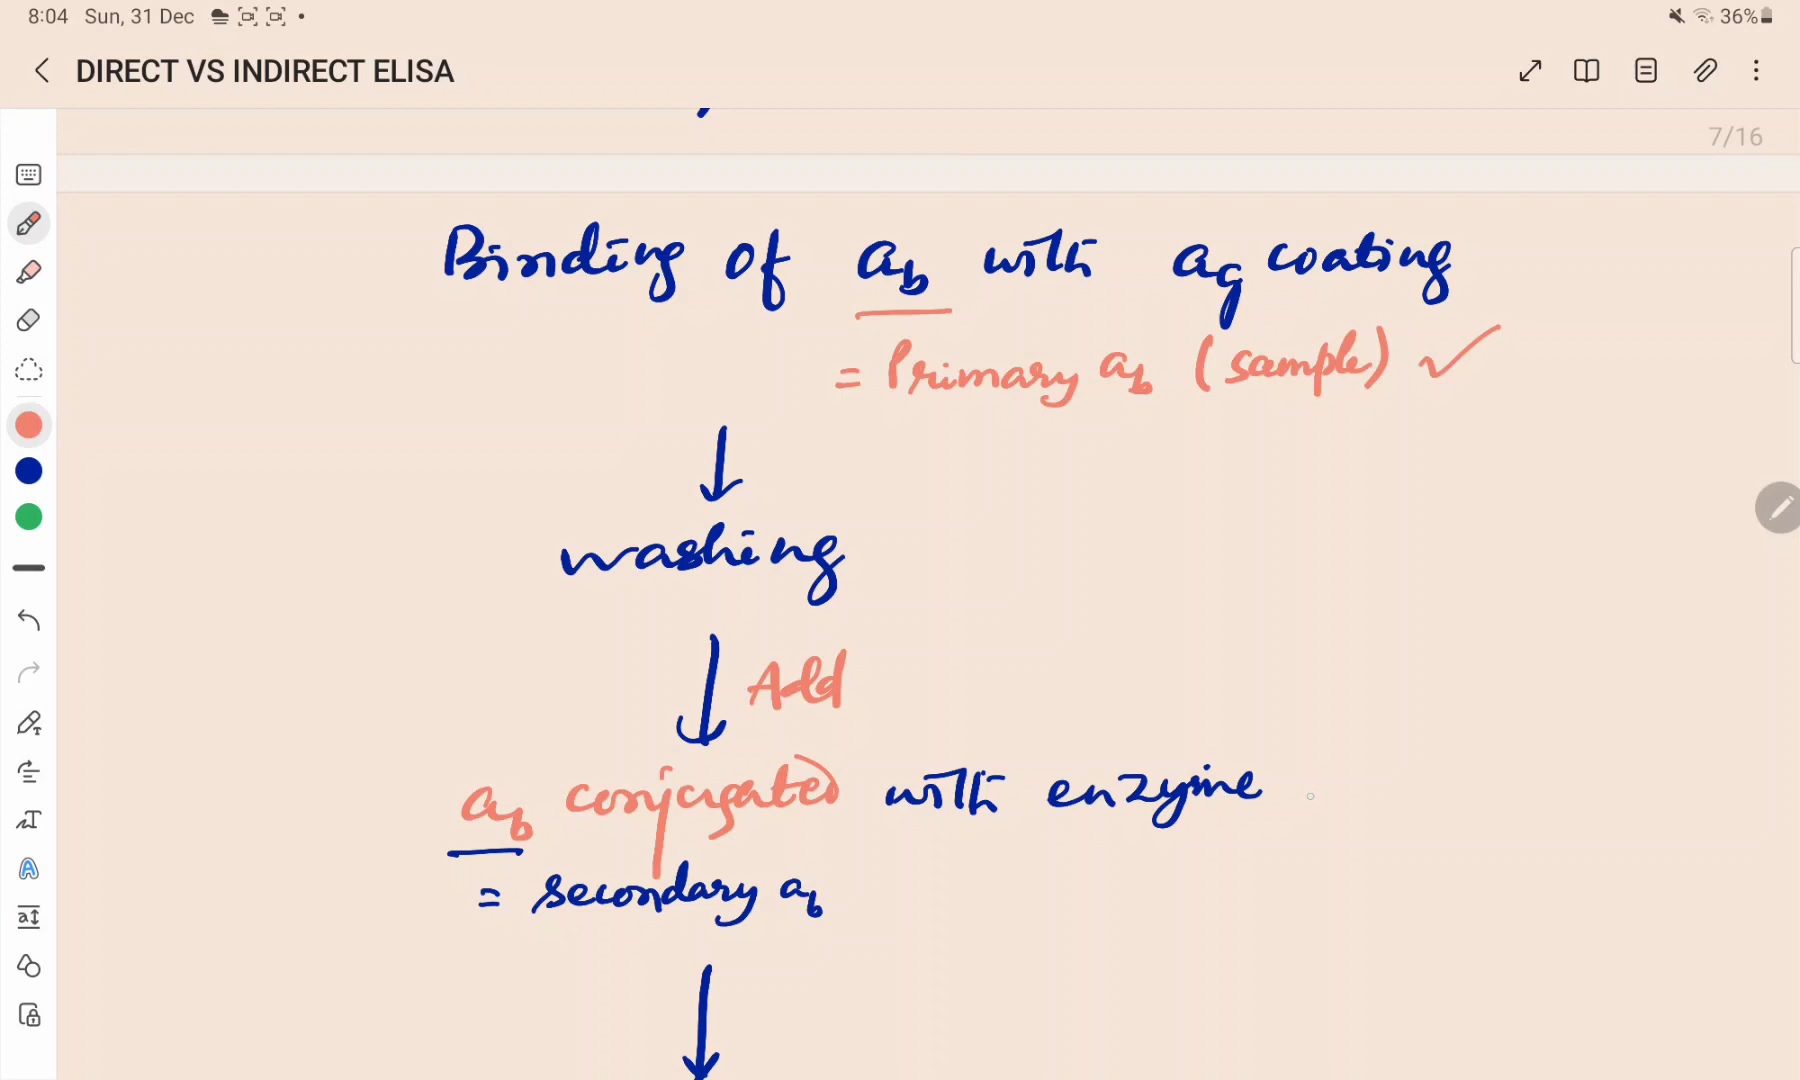 8:04 Sun, 31 Dec 36%
DIRECT VS INDIRECT ELISA
7/16
Binding of ab with ag coating
= Primary ab (sample) ✓
↓
washing
↓ Add
ab conjugated with enzyme
= secondary ab
↓